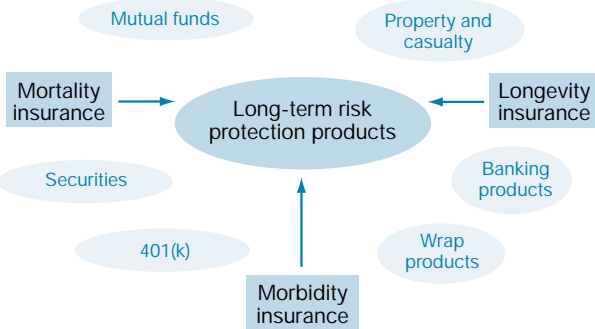 Mutual funds
Property and
casualty
Mortality
insurance
Long-term risk
protection products
Longevity
insurance
Securities
Banking
products
401(k)
Wrap
products
Morbidity
insurance